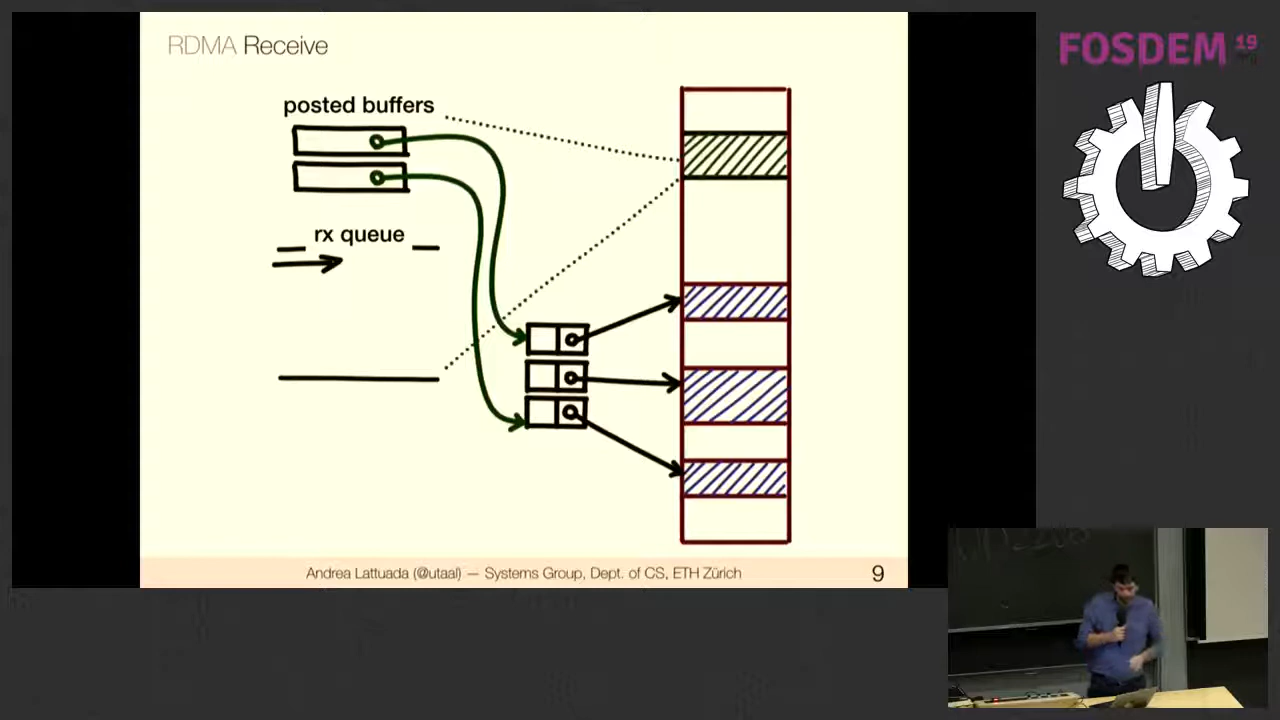 RDMA Receive
posted buffers
rx queue
Andrea Lattuada (@utaal) — Systems Group, Dept. of CS, ETH Zürich
9
FOSDEM 19